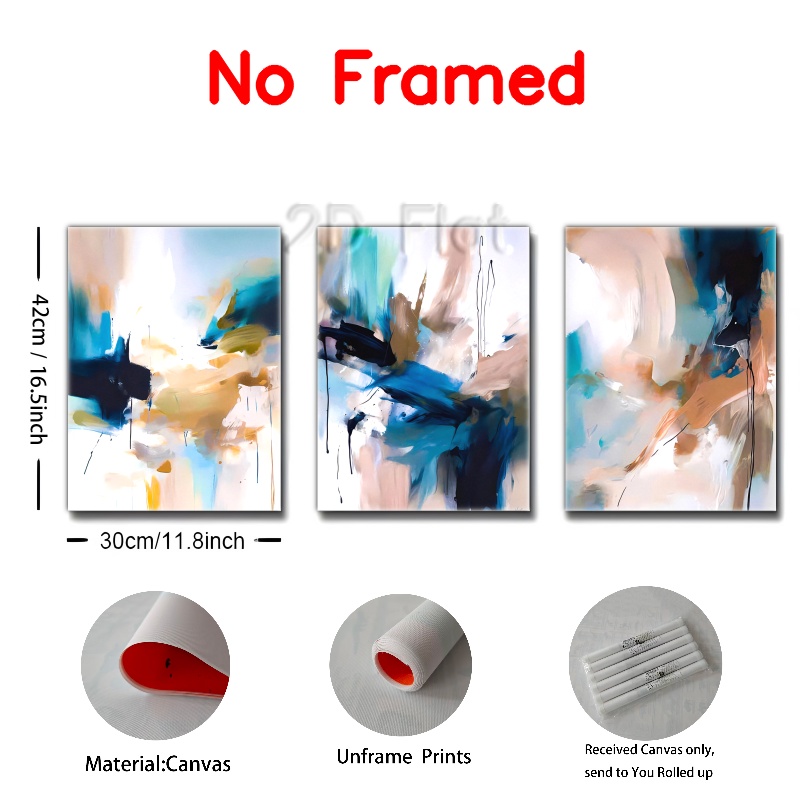 No Framed
2D Flat
42cm / 16.5inch
30cm/11.8inch
Material:Canvas
Unframe Prints
Received Canvas only,
send to You Rolled up